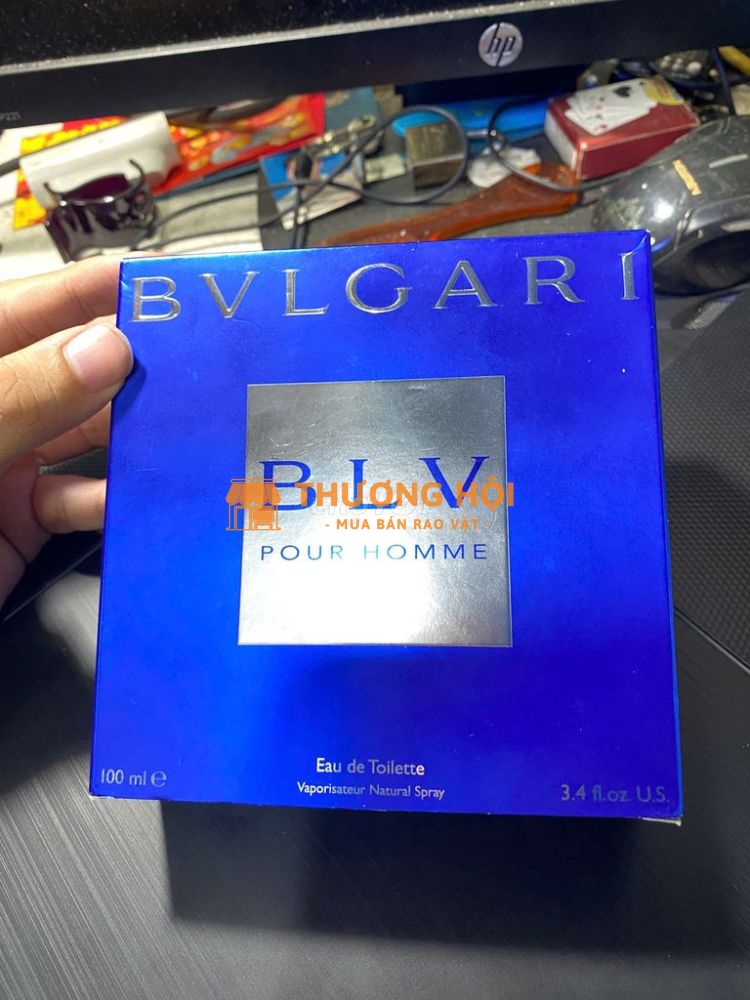 hp
BVLGARI
BLV
THƯƠNG HỘI
- MUA BÁN RAO VẶT -
POUR HOMME
Eau de Toilette
Vaporisateur Natural Spray
100 ml e
3.4 fl.oz. U.S.